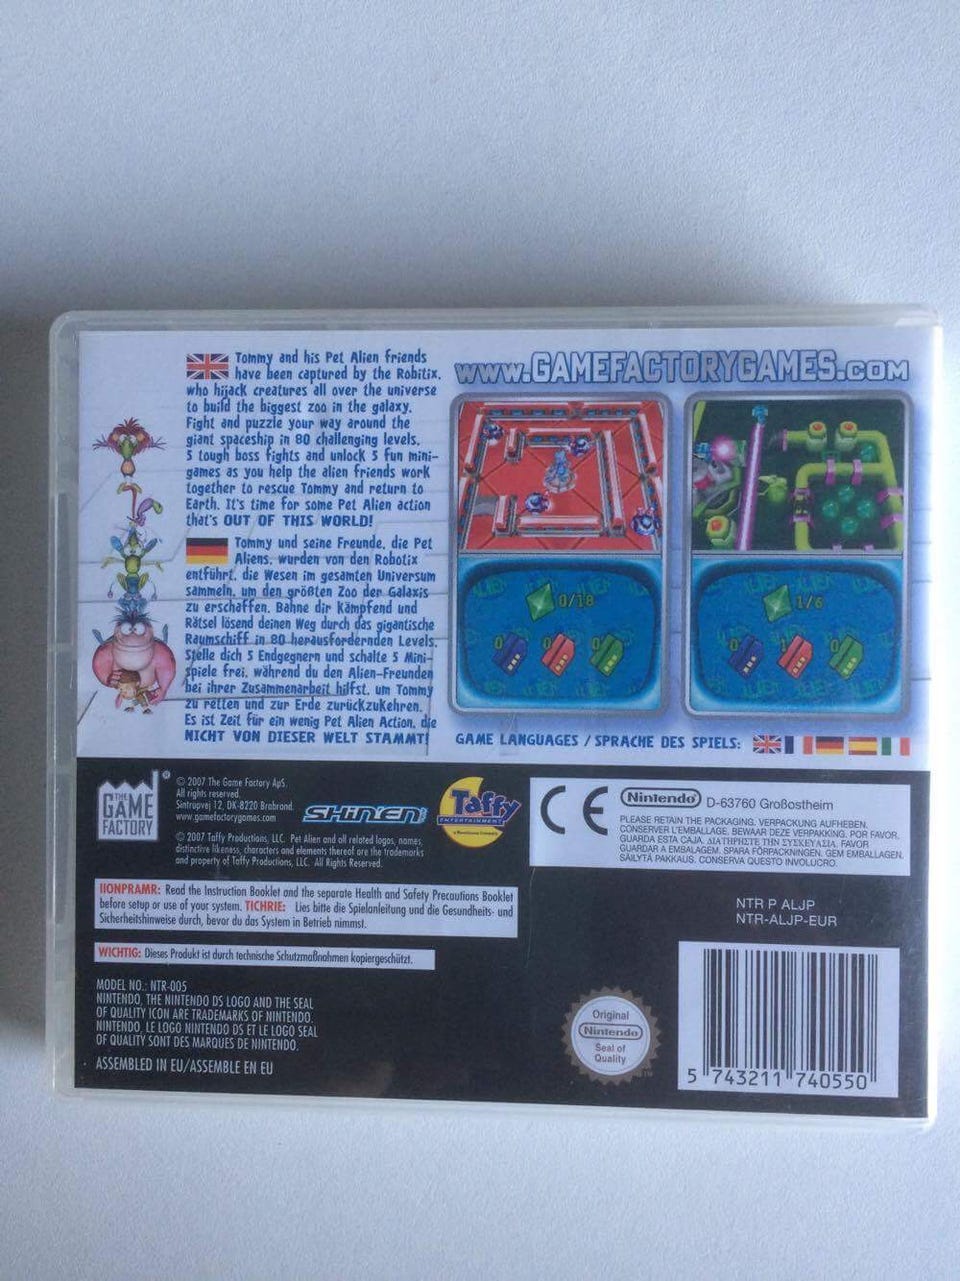 Tommy and his Pet Alien friends
have been captured by the Robitix,
who hijack creatures all over the universe
to build the biggest zoo in the galaxy.
Fight and puzzle your way around the
giant spaceship in 80 challenging levels,
5 tough boss fights and unlock 5 fun mini-
games as you help the alien friends work
together to rescue Tommy and return to
Earth. It's time for some Pet Alien action
that's OUT OF THIS WORLD!
Tommy und seine Freunde, die Pet
Aliens, wurden von den Robotix
entführt, die Wesen im gesamten Universum
sammeln, um den größten Zoo der Galaxis
zu erschaffen. Bahne dir Kämpfend und
Rätsel lösend deinen Weg durch das gigantische
Raumschiff in 80 herausfordernden Levels.
Stelle dich 5 Endgegnern und schalte 5 Mini-
spiele frei, während du den Alien-Freunden
bei ihrer Zusammenarbeit hilfst, um Tommy
zu retten und zur Erde zurückzukehren.
Es ist Zeit für ein wenig Pet Alien Action, die
NICHT VON DIESER WELT STAMMT!
www.GAMEFACTORYGAMES.COM
0/18
0 0 0
1/6
0 1 0
GAME LANGUAGES / SPRACHE DES SPIELS:
THE
GAME
FACTORY
®
© 2007 The Game Factory ApS.
All rights reserved.
Sintrupvej 12, DK-8220 Brabrand.
www.gamefactorygames.com
SHIN'EN
Taffy
ENTERTAINMENT
© 2007 Taffy Productions, LLC. Pet Alien and all related logos, names,
distinctive likeness, characters and elements thereof are the trademarks
and property of Taffy Productions, LLC. All Rights Reserved.
CE
Nintendo® D-63760 Großostheim
PLEASE RETAIN THE PACKAGING. VERPACKUNG AUFHEBEN.
CONSERVER L'EMBALLAGE. BEWAAR DEZE VERPAKKING. POR FAVOR,
GUARDA ESTA CAJA. ΔΙΑΤΗΡΗΣΤΕ ΤΗΝ ΣΥΣΚΕΥΑΣΙΑ. FAVOR
GUARDAR A EMBALAGEM. SPARA FÖRPACKNINGEN. GEM EMBALLAGEN.
SÄILYTÄ PAKKAUS. CONSERVA QUESTO INVOLUCRO.
IIONPRAMR: Read the Instruction Booklet and the separate Health and Safety Precautions Booklet
before setup or use of your system. TICHRIE: Lies bitte die Spielanleitung und die Gesundheits- und
Sicherheitshinweise durch, bevor du das System in Betrieb nimmst.
WICHTIG: Dieses Produkt ist durch technische Schutzmaßnahmen kopiergeschützt.
NTR P ALJP
NTR-ALJP-EUR
MODEL NO.: NTR-005
NINTENDO, THE NINTENDO DS LOGO AND THE SEAL
OF QUALITY ICON ARE TRADEMARKS OF NINTENDO.
NINTENDO, LE LOGO NINTENDO DS ET LE LOGO SEAL
OF QUALITY SONT DES MARQUES DE NINTENDO.
ASSEMBLED IN EU/ASSEMBLE EN EU
Original
Nintendo
Seal of
Quality
TM
5 743211 740550